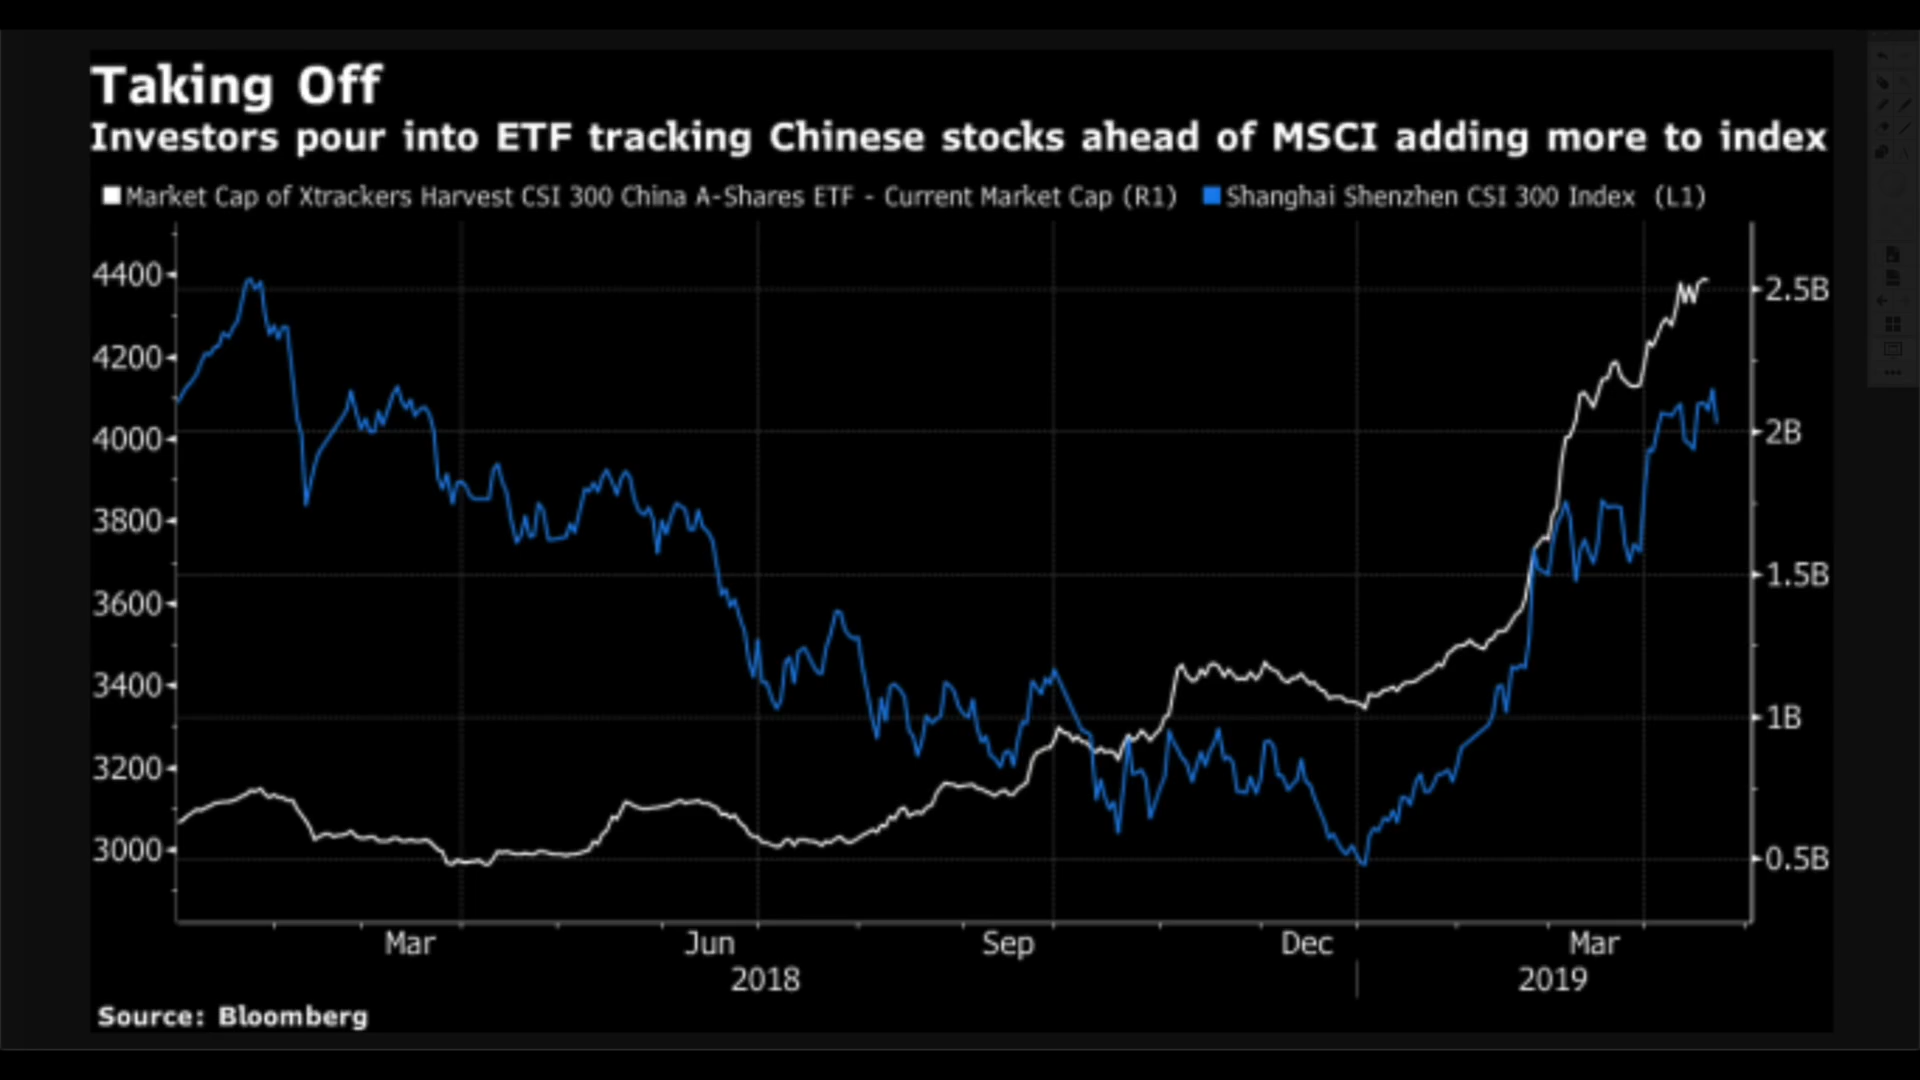 Taking Off
Investors pour into ETF tracking Chinese stocks ahead of MSCI adding more to index
Market Cap of Xtrackers Harvest CSI 300 China A-Shares ETF - Current Market Cap (R1) Shanghai Shenzhen CSI 300 Index (L1)
4400
2.5B
4200
4000
2B
3800
1.5B
3600
3400
1B
3200
3000
0.5B
Mar Jun Sep Dec Mar
2018 2019
Source: Bloomberg